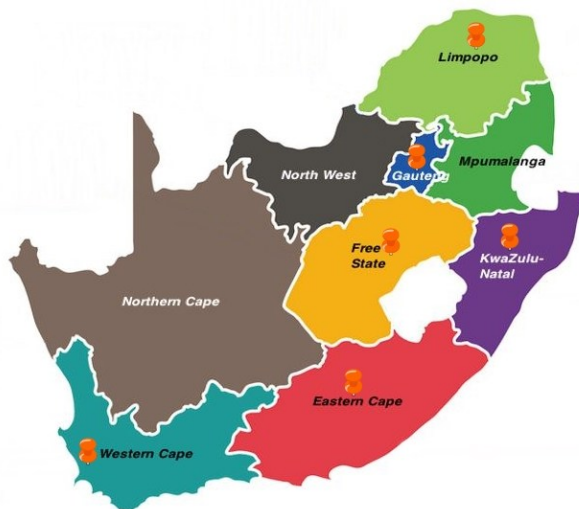 Limpopo
Mpumalanga
North West
Gauteng
Free
State
KwaZulu-
Natal
Northern Cape
Eastern Cape
Western Cape